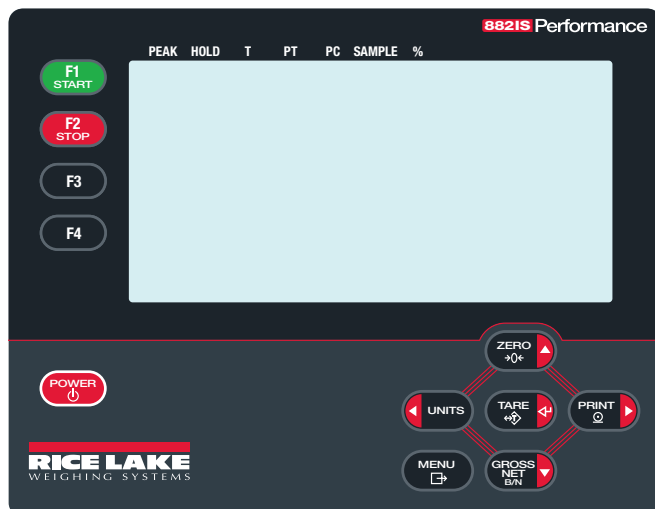 882IS Performance
PEAK HOLD T PT PC SAMPLE %
F1
START
F2
STOP
F3
F4
ZERO
→0←
POWER
UNITS
TARE
T
PRINT
RICE LAKE
WEIGHING SYSTEMS
MENU
GROSS
NET
B/N